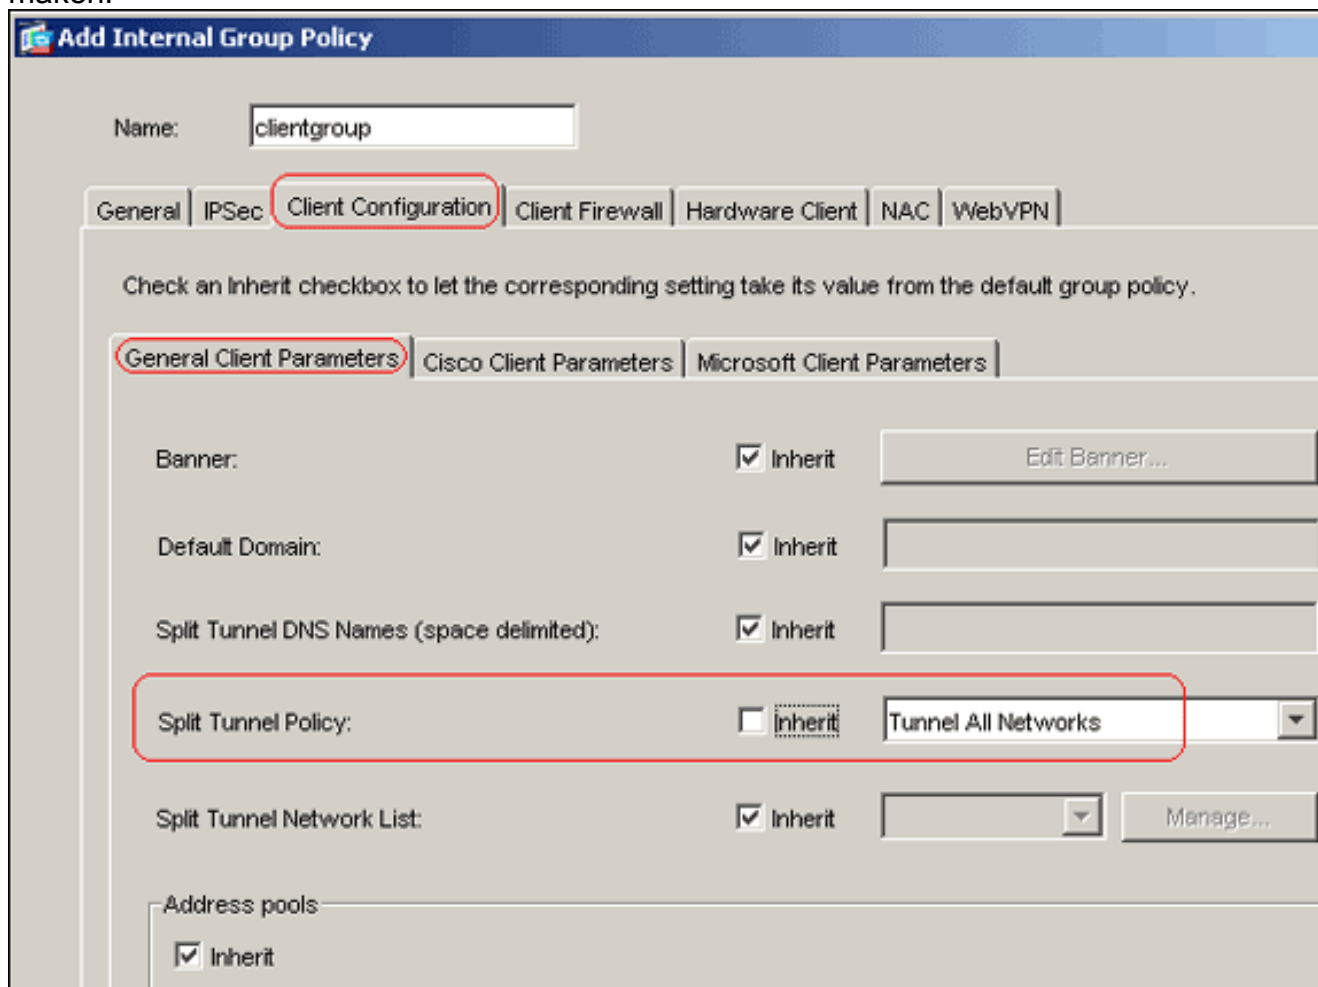 maken.
Add Internal Group Policy
Name: clientgroup
General IPSec Client Configuration Client Firewall Hardware Client NAC WebVPN
Check an Inherit checkbox to let the corresponding setting take its value from the default group policy.
General Client Parameters Cisco Client Parameters Microsoft Client Parameters
Banner: Inherit Edit Banner...
Default Domain: Inherit
Split Tunnel DNS Names (space delimited): Inherit
Split Tunnel Policy: Inherit Tunnel All Networks
Split Tunnel Network List: Inherit Manage...
Address pools
Inherit